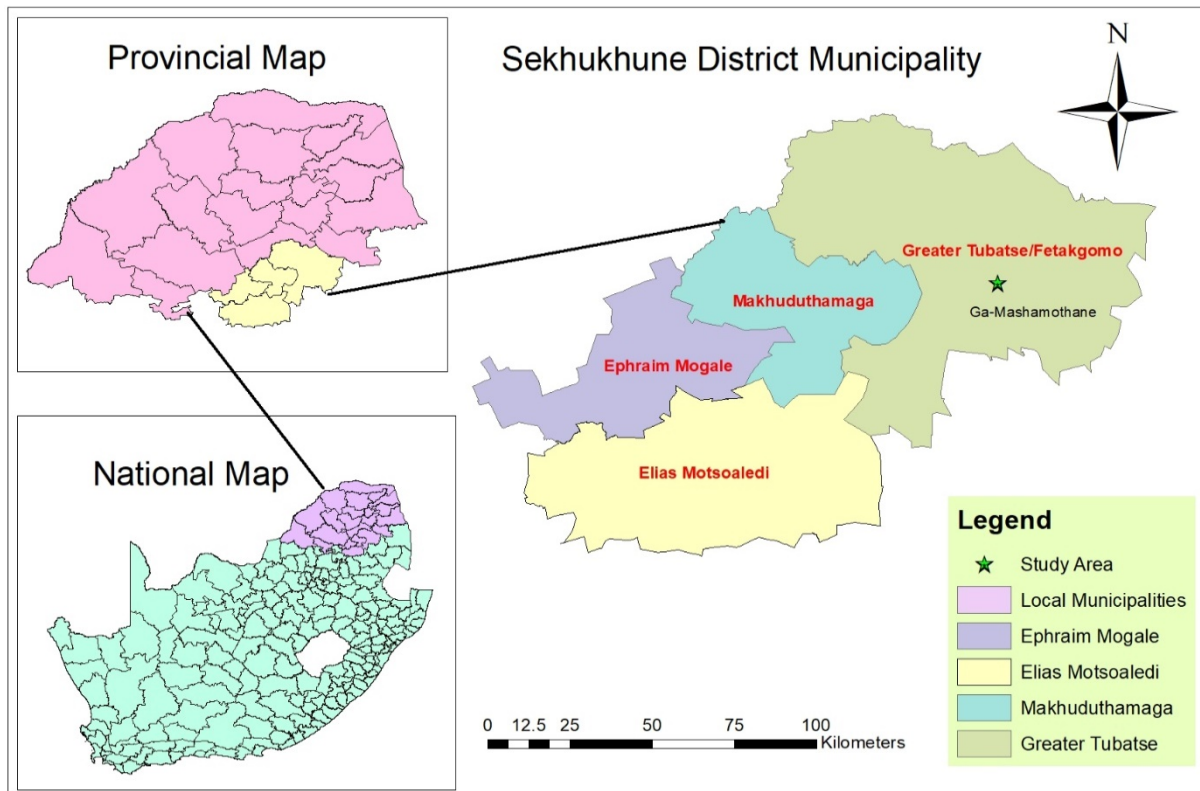 Provincial Map
National Map
Sekhukhune District Municipality
N
Greater Tubatse/Fetakgomo
Ga-Mashamothane
Makhuduthamaga
Ephraim Mogale
Elias Motsoaledi
0 12.5 25 50 75 100
Kilometers
Legend
Study Area
Local Municipalities
Ephraim Mogale
Elias Motsoaledi
Makhuduthamaga
Greater Tubatse